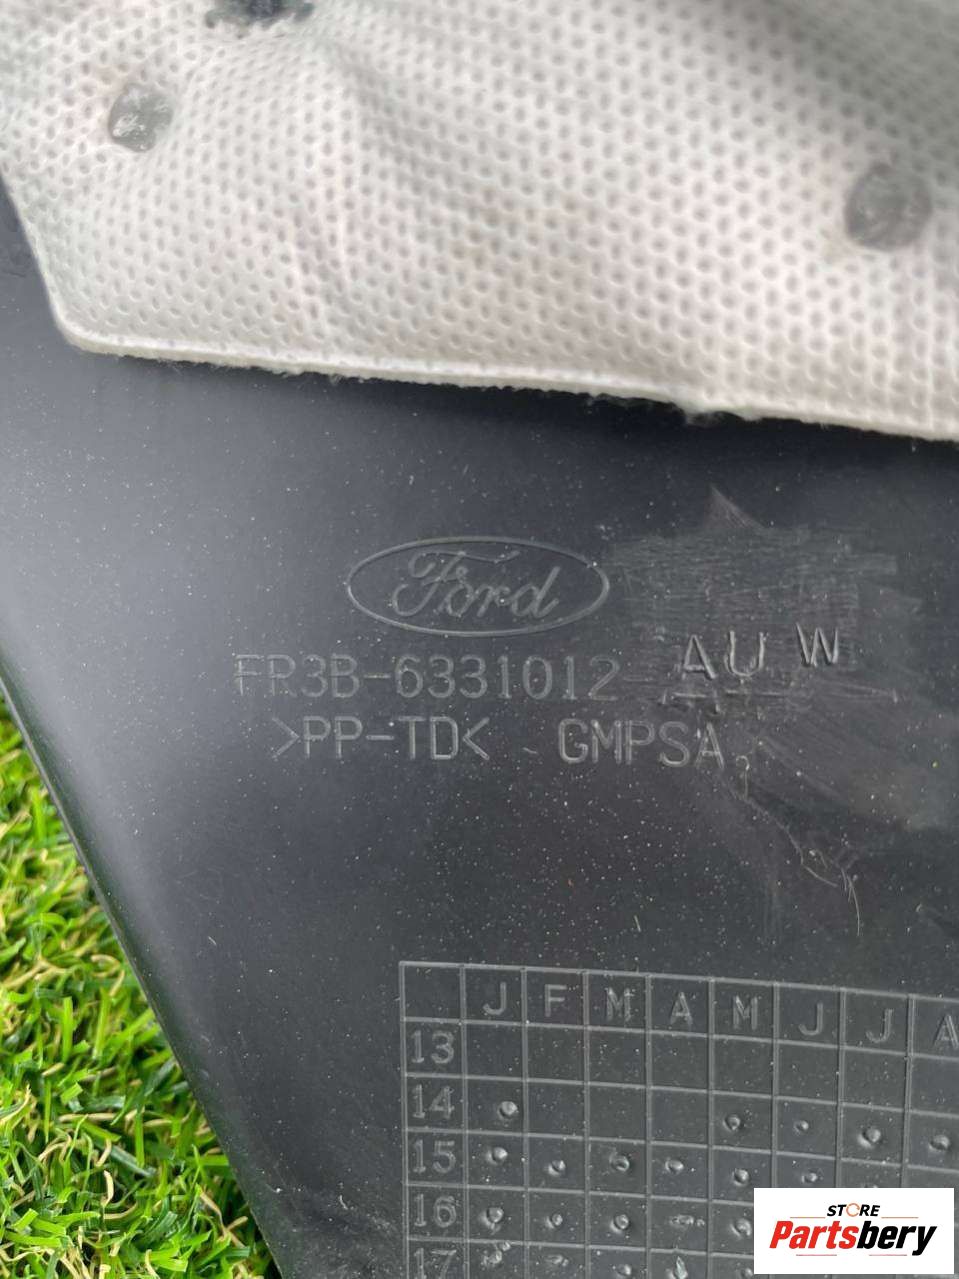 Ford
FR3B-6331012 AUW
>PP-TD< GMPSA
J F M A M J J A
13
14
15
16
17
STORE
Partsbery